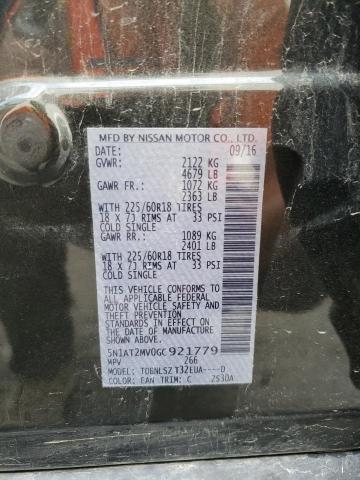 MFD BY NISSAN MOTOR CO., LTD.
DATE: 09/16
GVWR: 2122 KG
4679 LB
GAWR FR.: 1072 KG
2363 LB
WITH 225/60R18 TIRES
18 X 7J RIMS AT 33 PSI
COLD SINGLE
GAWR RR.: 1089 KG
2401 LB
WITH 225/60R18 TIRES
18 X 7J RIMS AT 33 PSI
COLD SINGLE
THIS VEHICLE CONFORMS TO
ALL APPLICABLE FEDERAL
MOTOR VEHICLE SAFETY AND
THEFT PREVENTION
STANDARDS IN EFFECT ON
THE DATE OF MANUFACTURE
SHOWN ABOVE.
5N1AT2MV0GC921779
MPV 266
MODEL: TDBNLSZT32EUA----D
COLOR: EAN TRIM: C 2530A